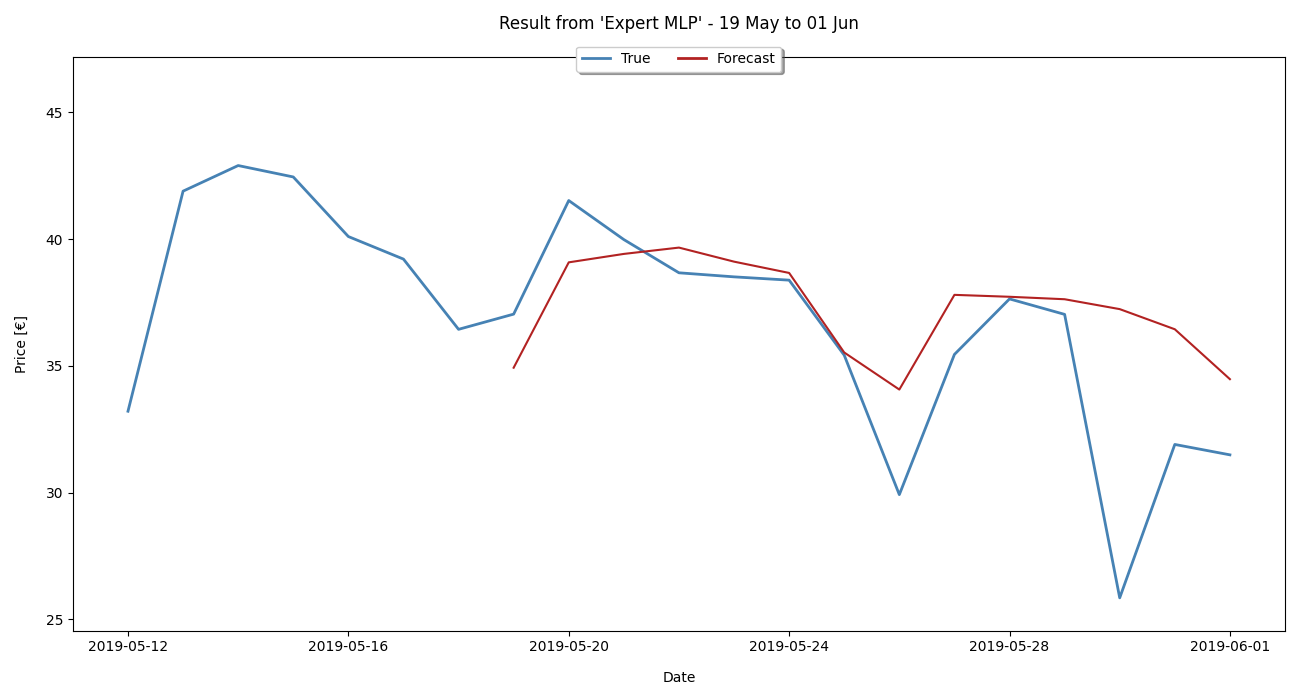 Result from 'Expert MLP' - 19 May to 01 Jun
True Forecast
45
40
35
30
25
Price [€]
2019-05-12 2019-05-16 2019-05-20 2019-05-24 2019-05-28 2019-06-01
Date